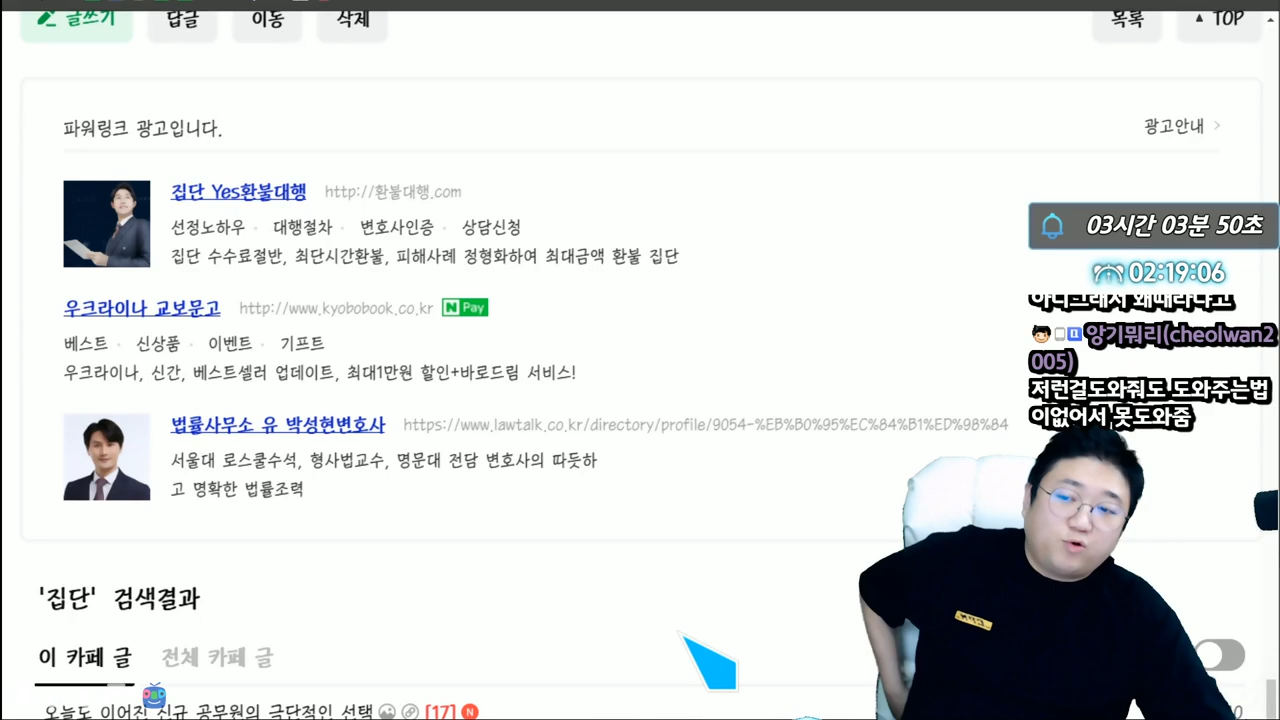 글쓰기 답글 이동 삭제 목록 ▲ TOP
파워링크 광고입니다. 광고안내 >
집단 Yes환불대행 http://환불대행.com
선정노하우 · 대행절차 · 변호사인증 · 상담신청
집단 수수료절반, 최단시간환불, 피해사례 정형화하여 최대금액 환불 집단
우크라이나 교보문고 http://www.kyobobook.co.kr N Pay
베스트 · 신상품 · 이벤트 · 기프트
우크라이나, 신간, 베스트셀러 업데이트, 최대1만원 할인+바로드림 서비스!
법률사무소 유 박성현변호사 https://www.lawtalk.co.kr/directory/profile/9054-%EB%B0%95%EC%84%B1%ED%98%84
서울대 로스쿨수석, 형사법교수, 명문대 전담 변호사의 따듯하
고 명확한 법률조력
'집단' 검색결과
이 카페 글 전체 카페 글
오늘도 이어진 신규 공무원의 극단적인 선택 [17] N
03시간 03분 50초
02:19:06
아니그래서 왜때리냐고
앙기뭐리(cheolwan2
005)
저런걸도와줘도 도와주는법
이없어서 못도와줌